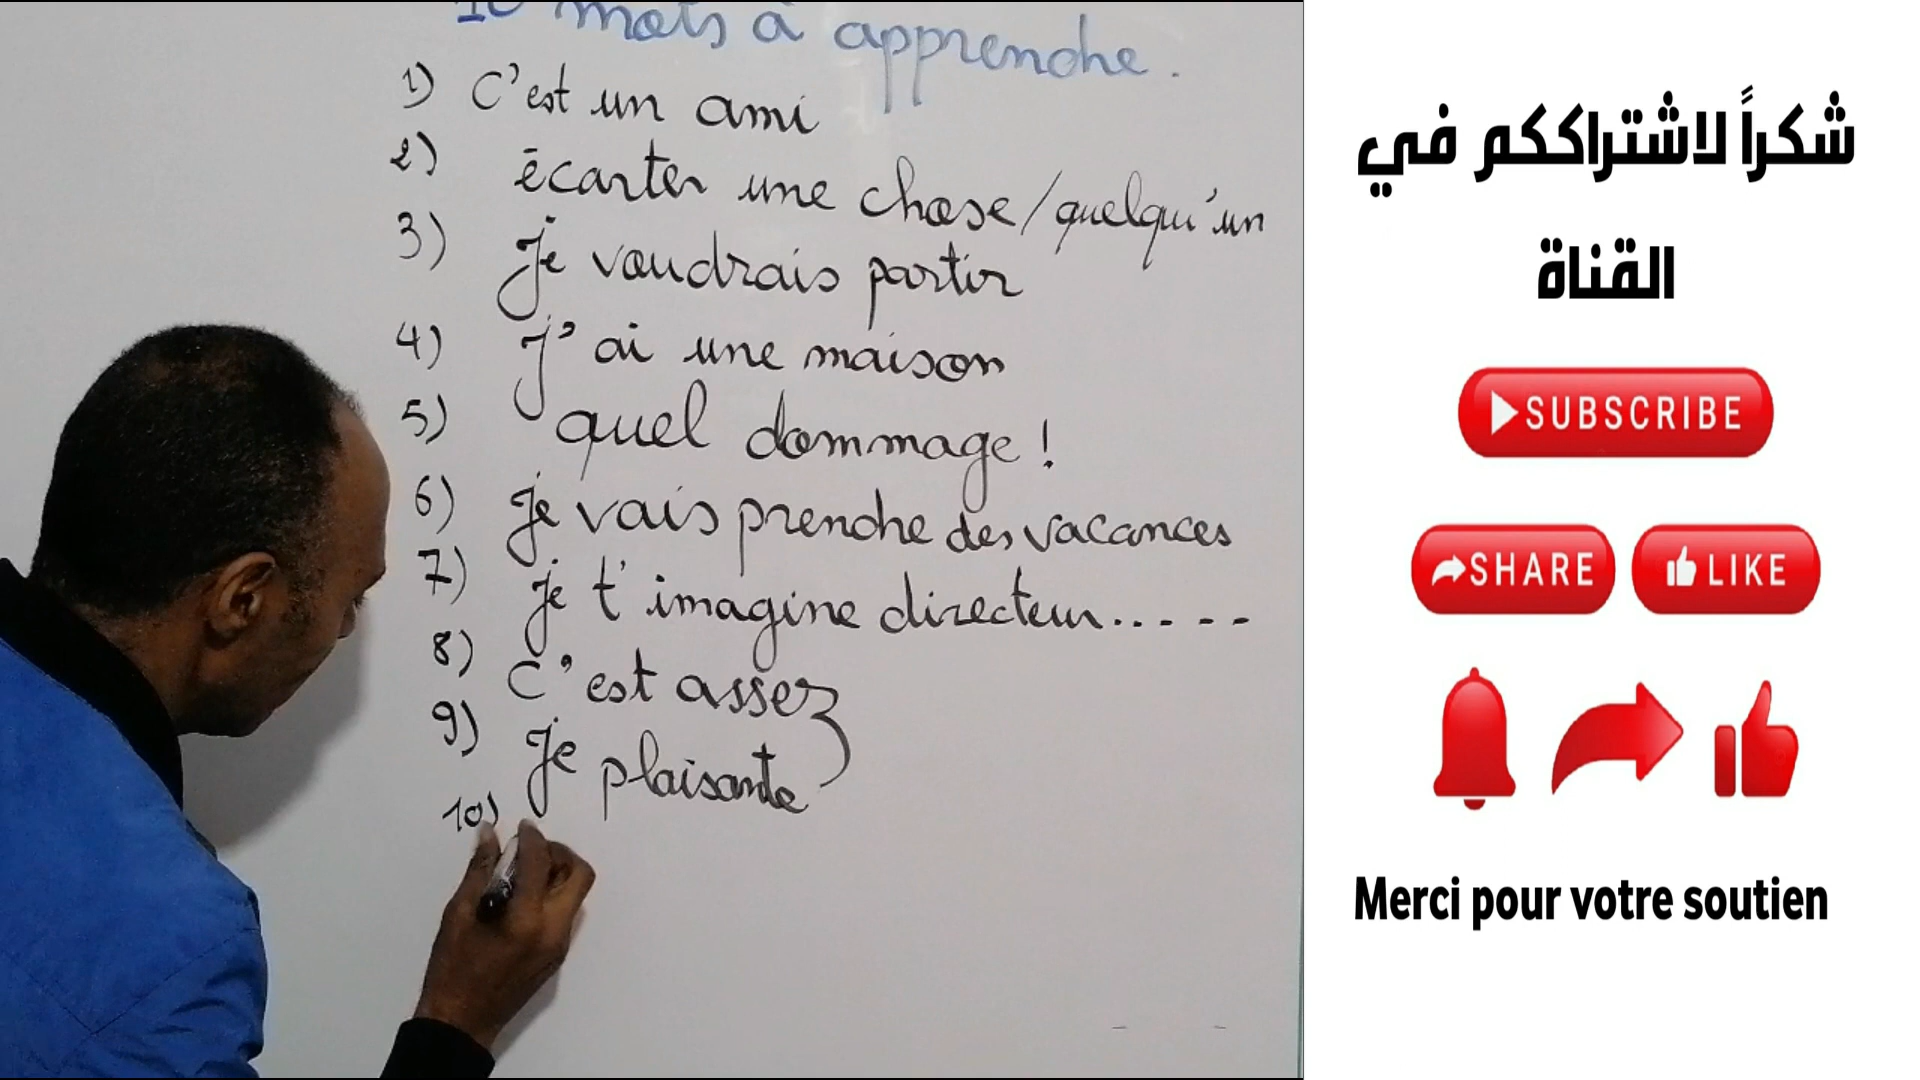 10 mots à apprendre.
1) C'est un ami
2) écarter une chose/quelqu'un
3) Je voudrais partir
4) J'ai une maison
5) quel dommage !
6) Je vais prendre des vacances
7) Je t'imagine directeur.....
8) C'est assez
9) Je plaisante
10)
شكراً لاشتراككم في
القناة
SUBSCRIBE
SHARE
LIKE
Merci pour votre soutien